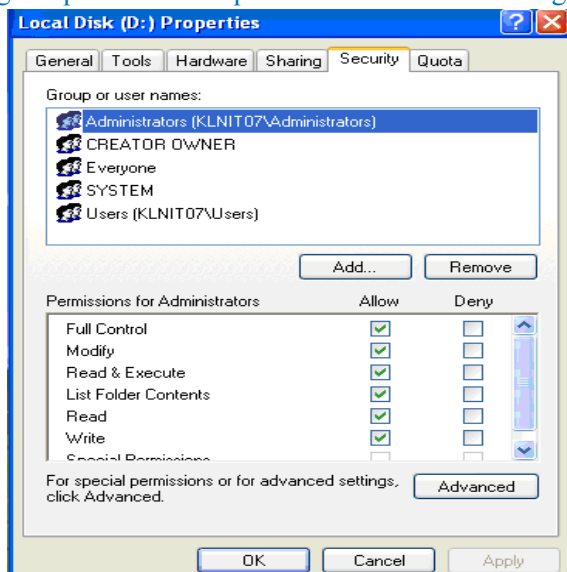 Local Disk (D:) Properties
General Tools Hardware Sharing Security Quota
Group or user names:
Administrators (KLNIT07\Administrators)
CREATOR OWNER
Everyone
SYSTEM
Users (KLNIT07\Users)
Add... Remove
Permissions for Administrators Allow Deny
Full Control
Modify
Read & Execute
List Folder Contents
Read
Write
Special Permissions
For special permissions or for advanced settings,
click Advanced.
Advanced
OK Cancel Apply